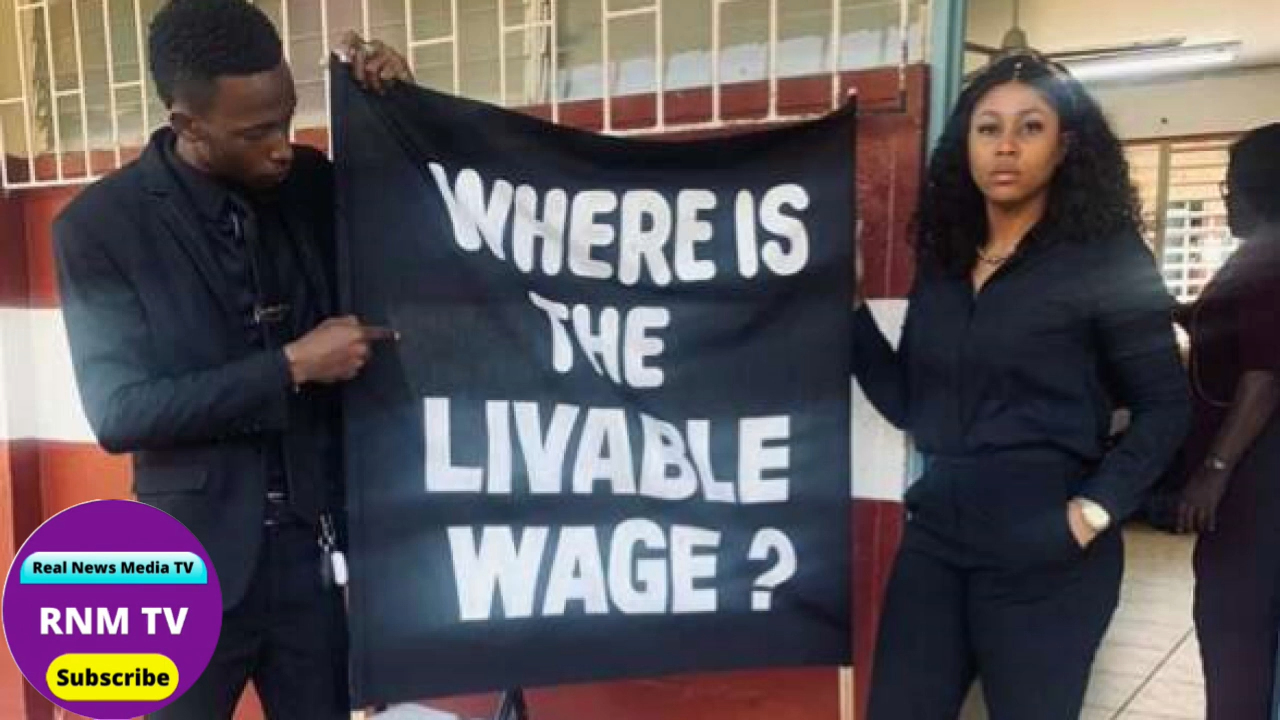 WHERE IS
THE
LIVABLE
WAGE ?
Real News Media TV
RNM TV
Subscribe